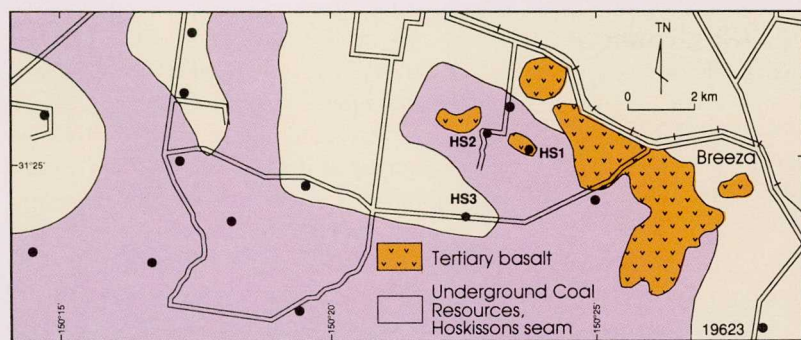 TN
0 2 km
HS2
HS1
Breeza
31°25'
HS3
Tertiary basalt
Underground Coal
Resources,
Hoskissons seam
150°15'
150°20'
150°25'
19623